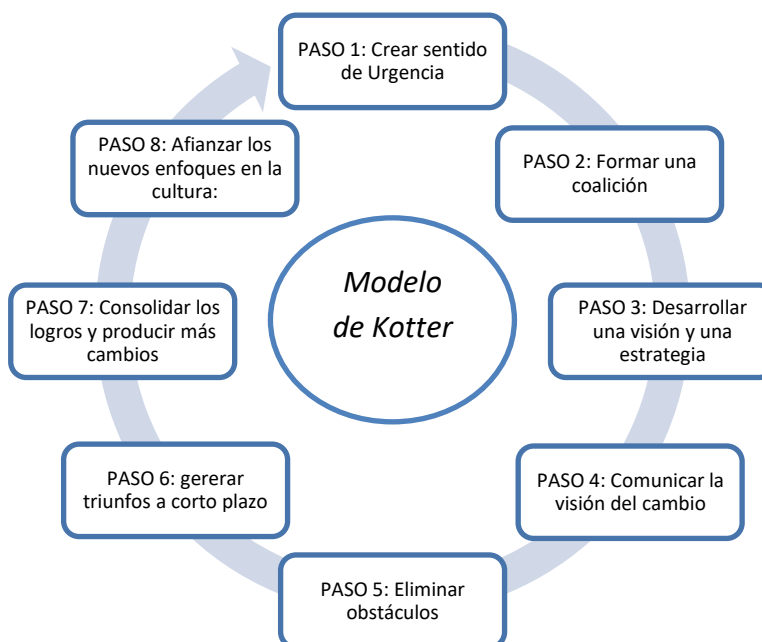 PASO 1: Crear sentido
de Urgencia
PASO 2: Formar una
coalición
PASO 3: Desarrollar
una visión y una
estrategia
PASO 4: Comunicar la
visión del cambio
PASO 5: Eliminar
obstáculos
PASO 6: gererar
triunfos a corto plazo
PASO 7: Consolidar los
logros y producir más
cambios
PASO 8: Afianzar los
nuevos enfoques en la
cultura:
Modelo
de Kotter